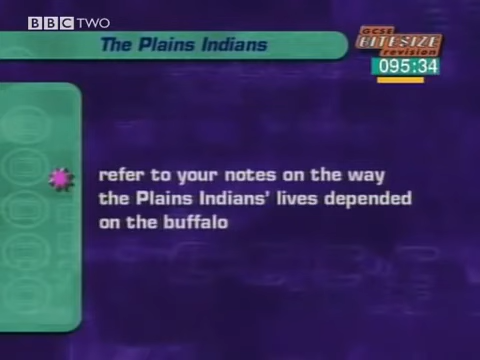 BBC TWO
The Plains Indians
GCSE
BITESIZE
revision
095:34
refer to your notes on the way
the Plains Indians' lives depended
on the buffalo